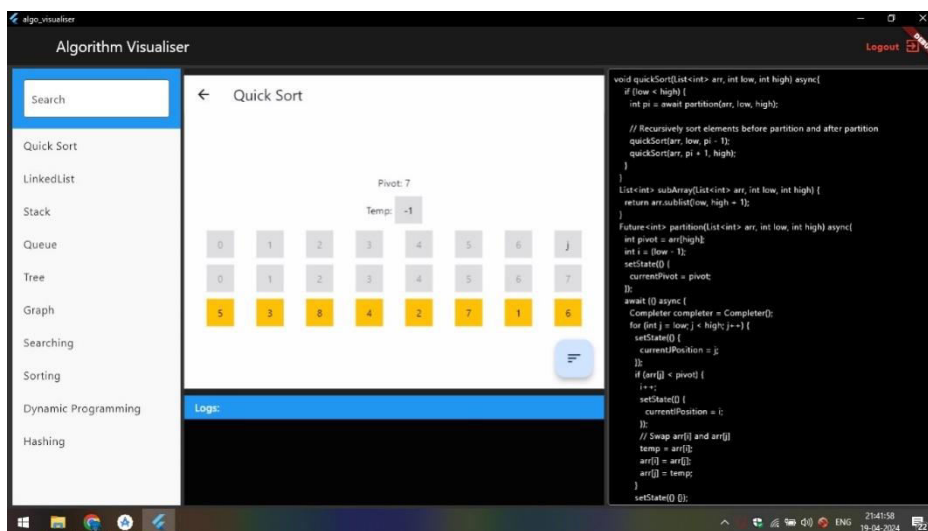 algo_visualiser
Algorithm Visualiser
Logout
DEBUG
Search
Quick Sort
LinkedList
Stack
Queue
Tree
Graph
Searching
Sorting
Dynamic Programming
Hashing
Quick Sort
Pivot: 7
Temp: -1
0 1 2 3 4 5 6 j
0 1 2 3 4 5 6 7
5 3 8 4 2 7 1 6
Logs:
void quickSort(List<int> arr, int low, int high) async{
if (low < high) {
int pi = await partition(arr, low, high);
// Recursively sort elements before partition and after partition
quickSort(arr, low, pi - 1);
quickSort(arr, pi + 1, high);
}
}
List<int> subArray(List<int> arr, int low, int high) {
return arr.sublist(low, high + 1);
}
Future<int> partition(List<int> arr, int low, int high) async{
int pivot = arr[high];
int i = (low - 1);
setState(() {
currentPivot = pivot;
});
await (() async {
Completer completer = Completer();
for (int j = low; j < high; j++) {
setState(() {
currentJPosition = j;
});
if (arr[j] < pivot) {
i++;
setState(() {
currentIPosition = i;
});
// Swap arr[i] and arr[j]
temp = arr[i];
arr[i] = arr[j];
arr[j] = temp;
}
setState(() {});
ENG
21:41:58
19-04-2024